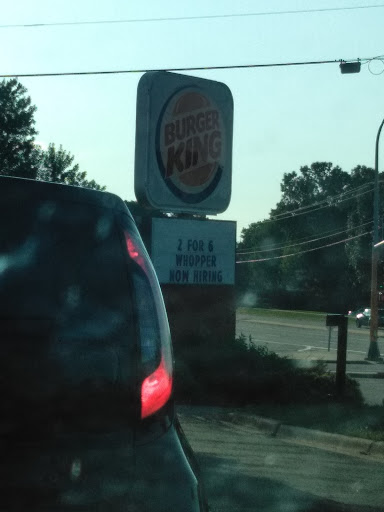 BURGER
KING
2 FOR 6
WHOPPER
NOW HIRING